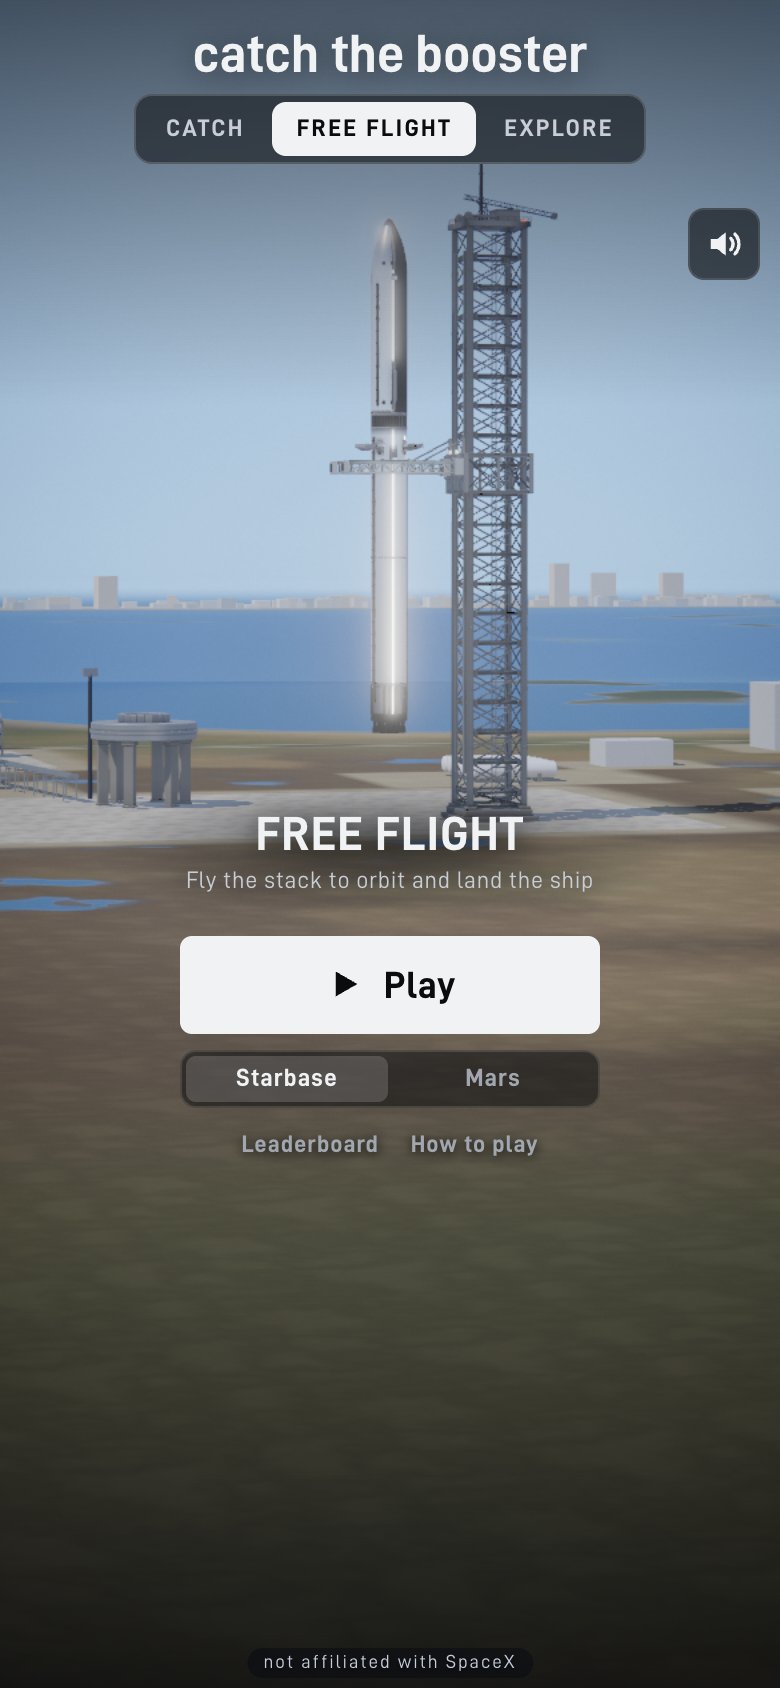 catch the booster
CATCH FREE FLIGHT EXPLORE
FREE FLIGHT
Fly the stack to orbit and land the ship
Play
Starbase Mars
Leaderboard How to play
not affiliated with SpaceX